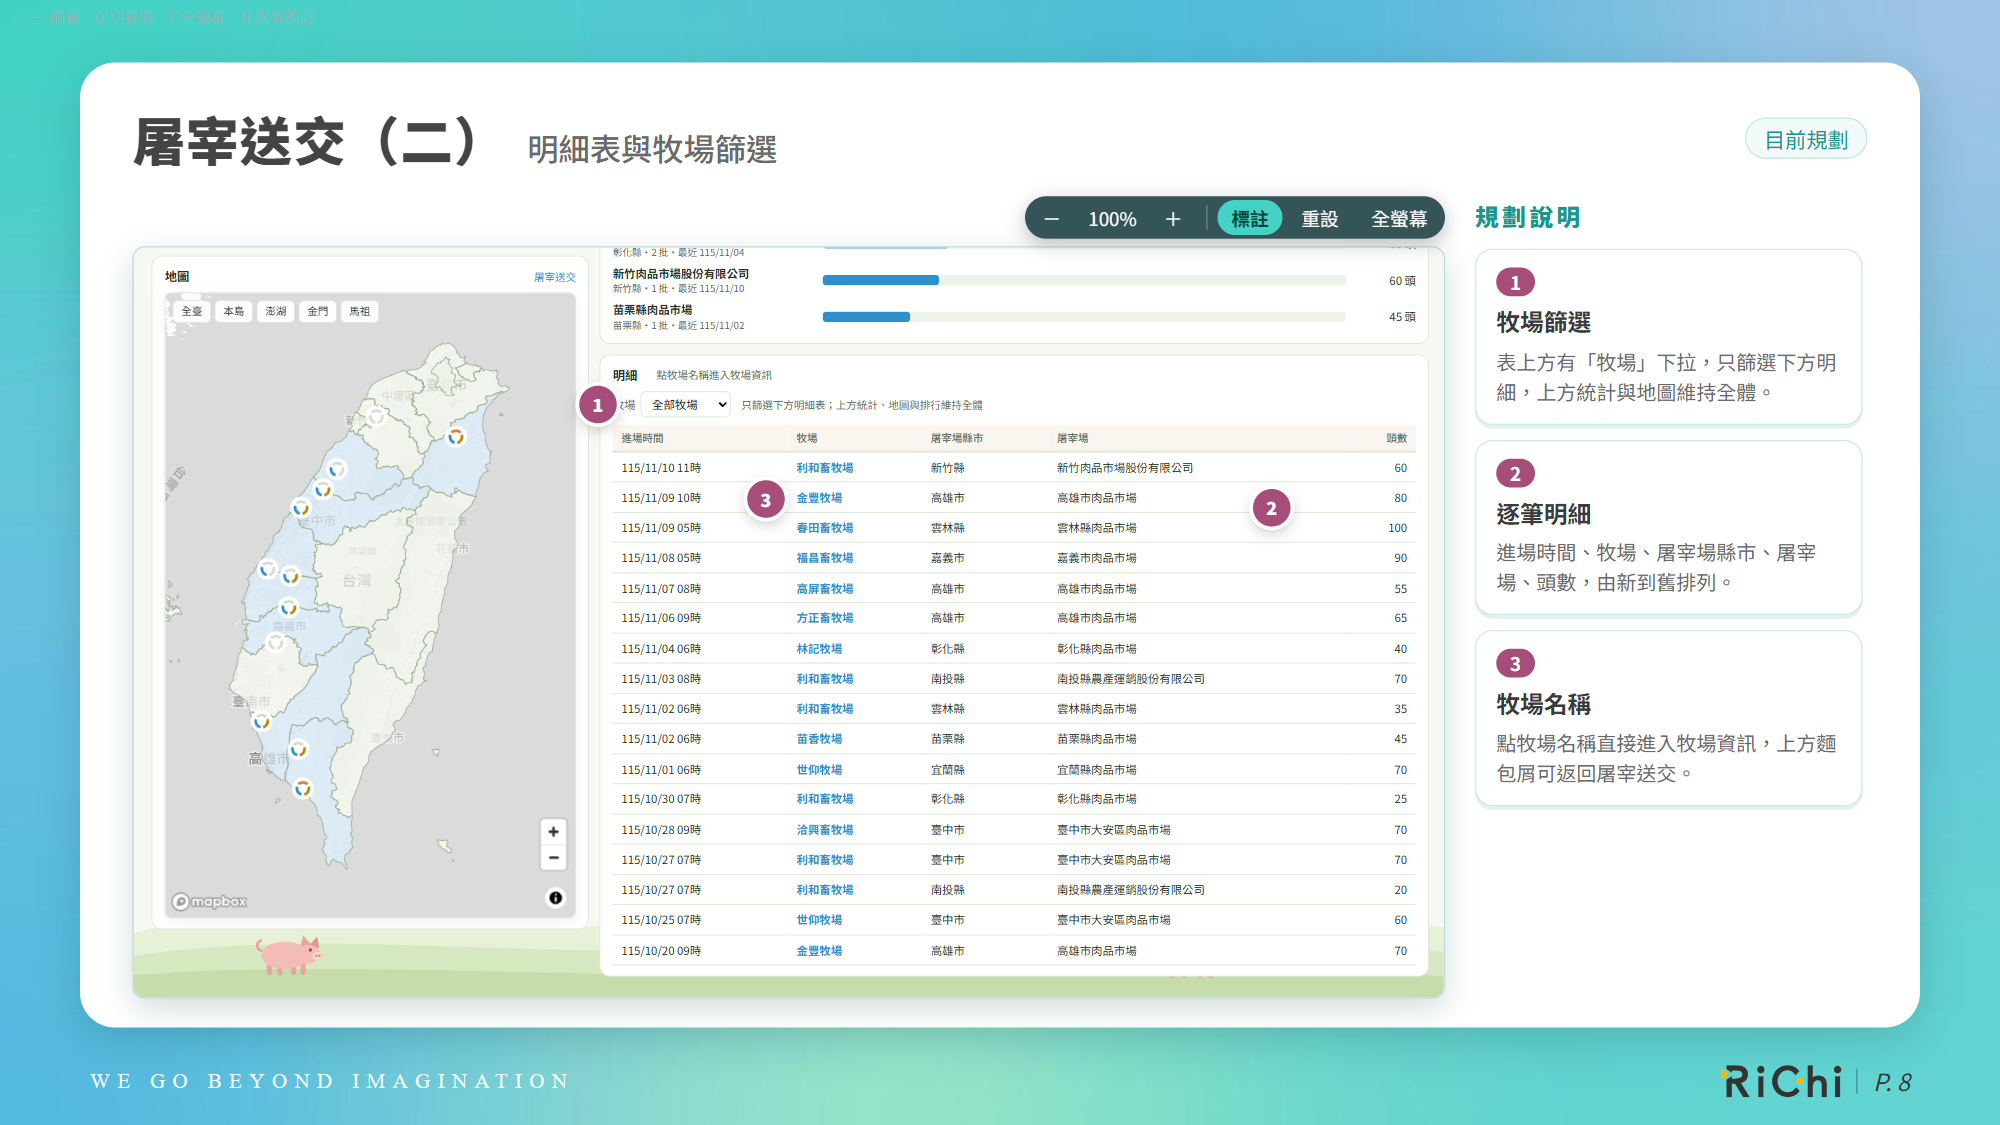 屠宰送交（二） 明細表與牧場篩選
目前規劃
− 100% + 標註 重設 全螢幕
規劃說明
地圖 屠宰送交
全臺 本島 澎湖 金門 馬祖
台灣
mapbox
彰化縣・2 批・最近 115/11/04
新竹肉品市場股份有限公司
新竹縣・1 批・最近 115/11/10
60 頭
苗栗縣肉品市場
苗栗縣・1 批・最近 115/11/02
45 頭
明細 點牧場名稱進入牧場資訊
1 場 全部牧場 只篩選下方明細表；上方統計、地圖與排行維持全體
進場時間 牧場 屠宰場縣市 屠宰場 頭數
115/11/10 11時 利和畜牧場 新竹縣 新竹肉品市場股份有限公司 60
115/11/09 10時 3 金豐牧場 高雄市 高雄市肉品市場 2 80
115/11/09 05時 春田畜牧場 雲林縣 雲林縣肉品市場 100
115/11/08 05時 福昌畜牧場 嘉義市 嘉義市肉品市場 90
115/11/07 08時 高屏畜牧場 高雄市 高雄市肉品市場 55
115/11/06 09時 方正畜牧場 高雄市 高雄市肉品市場 65
115/11/04 06時 林記牧場 彰化縣 彰化縣肉品市場 40
115/11/03 08時 利和畜牧場 南投縣 南投縣農產運銷股份有限公司 70
115/11/02 06時 利和畜牧場 雲林縣 雲林縣肉品市場 35
115/11/02 06時 苗香牧場 苗栗縣 苗栗縣肉品市場 45
115/11/01 06時 世仰牧場 宜蘭縣 宜蘭縣肉品市場 70
115/10/30 07時 利和畜牧場 彰化縣 彰化縣肉品市場 25
115/10/28 09時 洽興畜牧場 臺中市 臺中市大安區肉品市場 70
115/10/27 07時 利和畜牧場 臺中市 臺中市大安區肉品市場 70
115/10/27 07時 利和畜牧場 南投縣 南投縣農產運銷股份有限公司 20
115/10/25 07時 世仰牧場 臺中市 臺中市大安區肉品市場 60
115/10/20 09時 金豐牧場 高雄市 高雄市肉品市場 70
1
牧場篩選
表上方有「牧場」下拉，只篩選下方明
細，上方統計與地圖維持全體。
2
逐筆明細
進場時間、牧場、屠宰場縣市、屠宰
場、頭數，由新到舊排列。
3
牧場名稱
點牧場名稱直接進入牧場資訊，上方麵
包屑可返回屠宰送交。
WE GO BEYOND IMAGINATION
RiChi P. 8